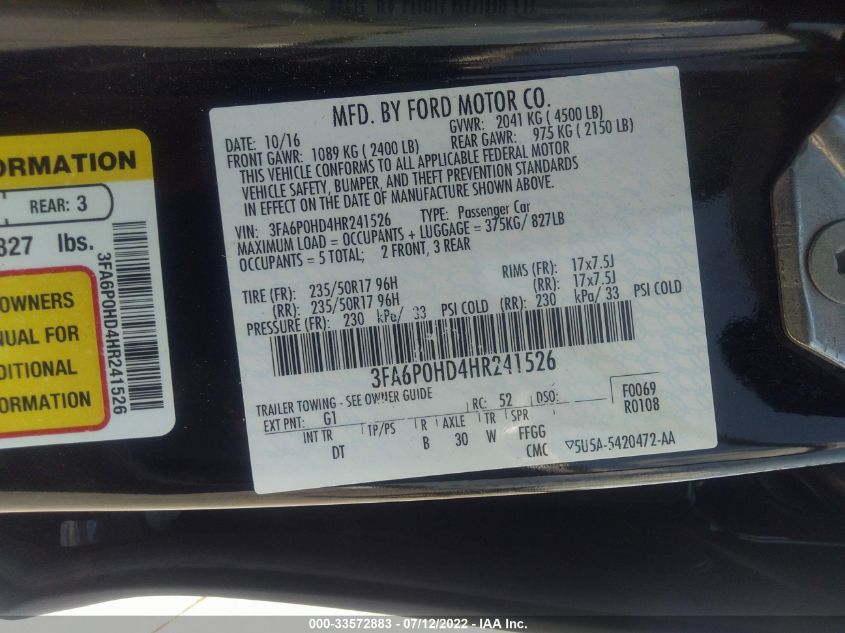 MFD. BY FORD MOTOR CO.
DATE: 10/16 GVWR: 2041 KG (4500 LB)
FRONT GAWR: 1089 KG (2400 LB) REAR GAWR: 975 KG (2150 LB)
THIS VEHICLE CONFORMS TO ALL APPLICABLE FEDERAL MOTOR
VEHICLE SAFETY, BUMPER, AND THEFT PREVENTION STANDARDS
IN EFFECT ON THE DATE OF MANUFACTURE SHOWN ABOVE.
VIN: 3FA6P0HD4HR241526 TYPE: Passenger Car
MAXIMUM LOAD = OCCUPANTS + LUGGAGE = 375KG/ 827LB
OCCUPANTS = 5 TOTAL; 2 FRONT, 3 REAR
TIRE (FR): 235/50R17 96H RIMS (FR): 17x7.5J
(RR): 235/50R17 96H (RR): 17x7.5J
PRESSURE (FR): 230 kPa/ 33 PSI COLD (RR): 230 kPa/ 33 PSI COLD
3FA6P0HD4HR241526
TRAILER TOWING - SEE OWNER GUIDE
EXT PNT: G1 RC: 52 DSO: F0069
R0108
INT TR TP/PS R AXLE TR SPR
DT B 30 W FFGG
CMC ▽5U5A-5420472-AA
ORMATION
REAR: 3
827 lbs.
OWNERS
NUAL FOR
DITIONAL
FORMATION
3FA6P0HD4HR241526
000-33572883 - 07/12/2022 - IAA Inc.